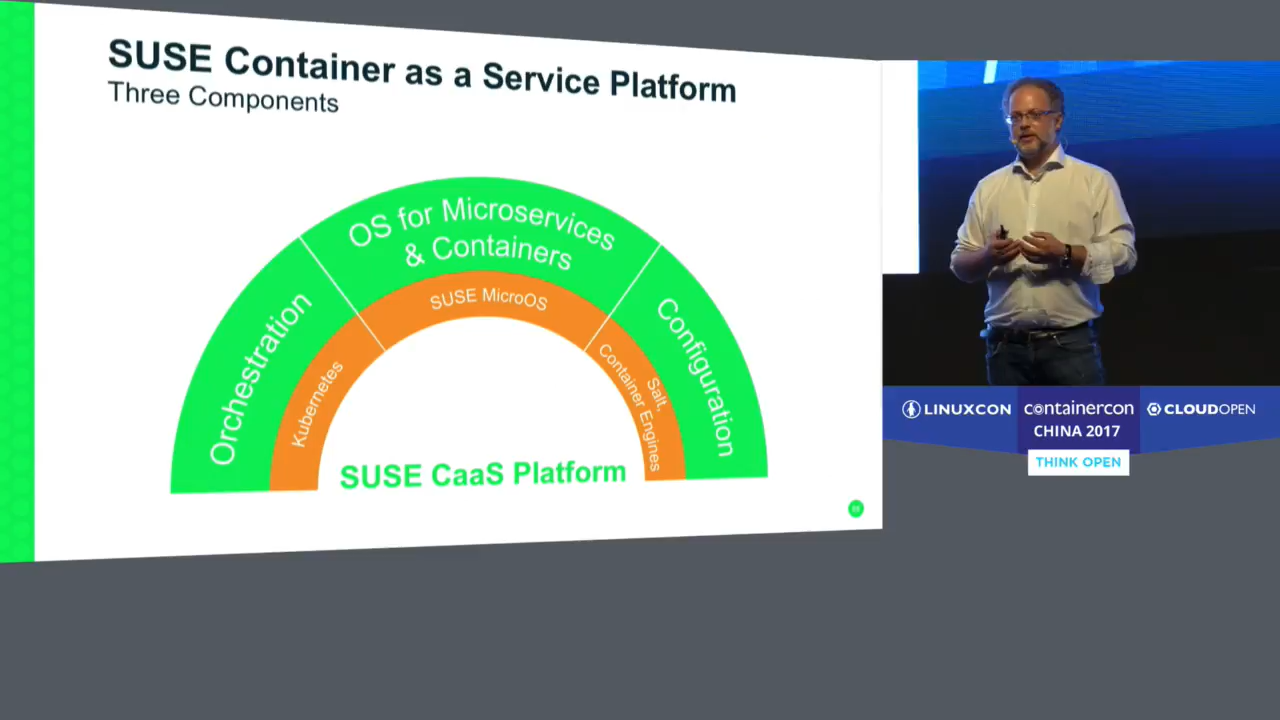 SUSE Container as a Service Platform
Three Components
Orchestration
OS for Microservices
& Containers
Configuration
Kubernetes
SUSE MicroOS
Salt,
Container Engines
SUSE CaaS Platform
LINUXCON
containercon
CLOUDOPEN
CHINA 2017
THINK OPEN